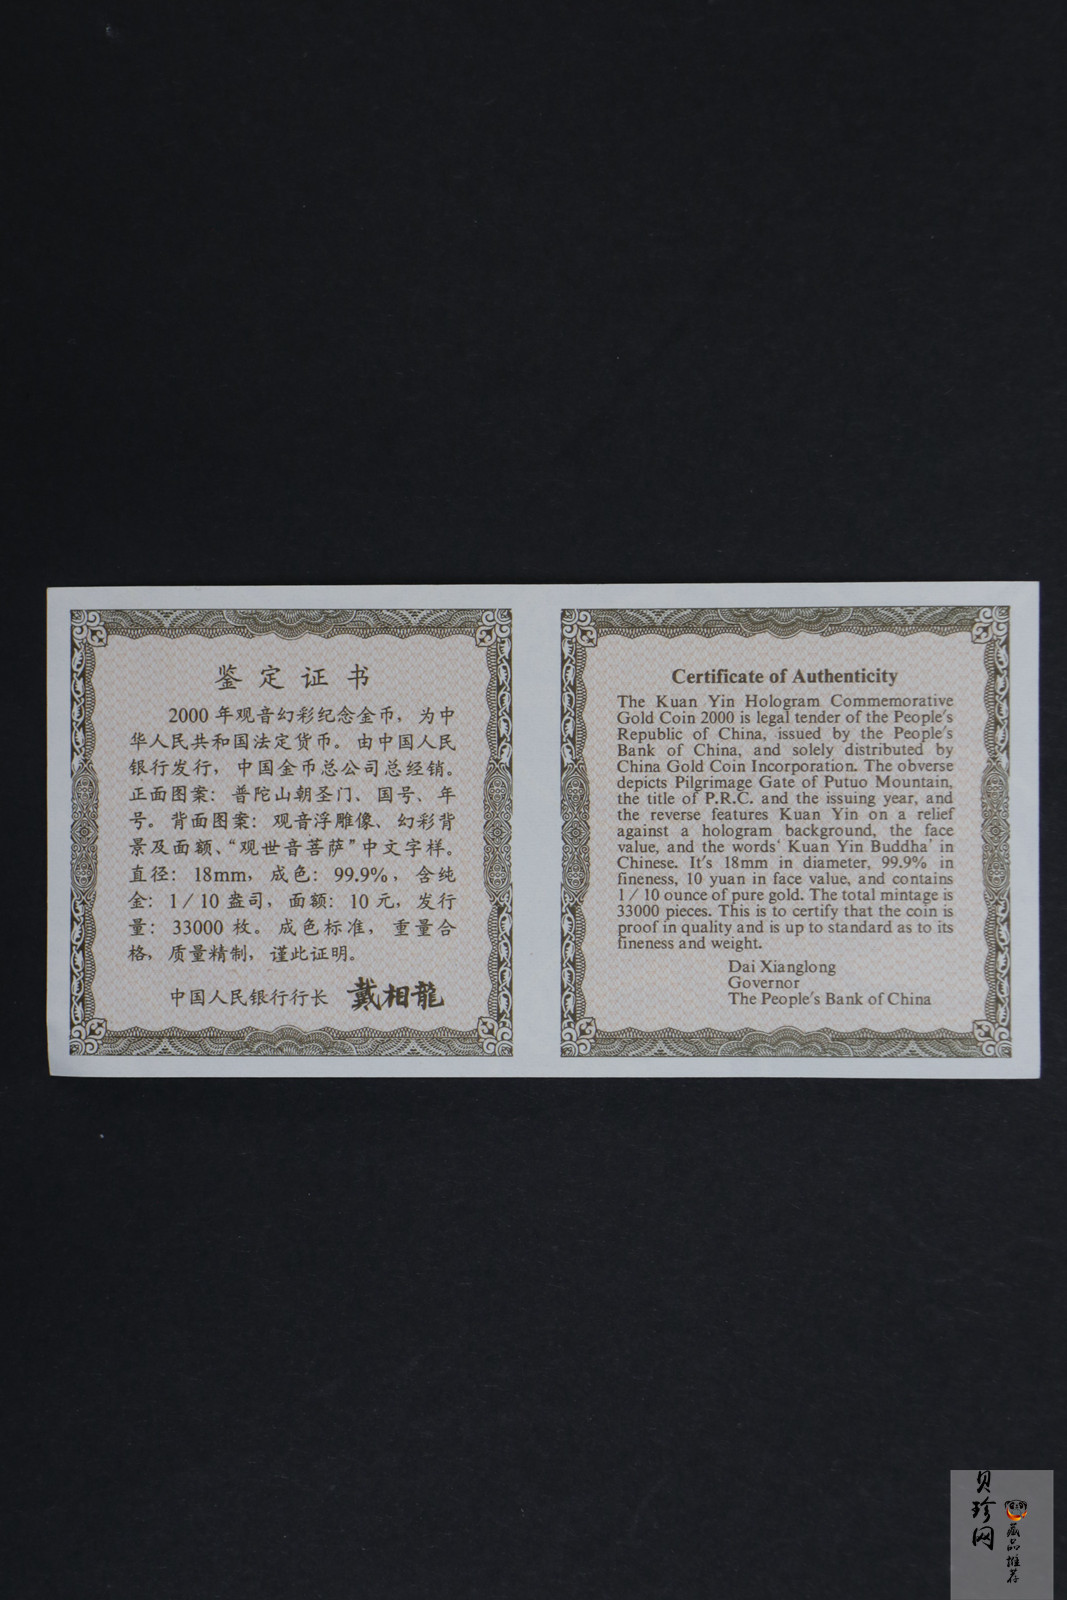 鉴定证书
2000年观音幻彩纪念金币，为中
华人民共和国法定货币。由中国人民
银行发行，中国金币总公司总经销。
正面图案：普陀山朝圣门、国号、年
号。背面图案：观音浮雕像、幻彩背
景及面额、“观世音菩萨”中文字样。
直径：18mm，成色：99.9%，含纯
金：1/10盎司，面额：10元，发行
量：33000枚。成色标准，重量合
格，质量精制，谨此证明。
中国人民银行行长 戴相龍
Certificate of Authenticity
The Kuan Yin Hologram Commemorative
Gold Coin 2000 is legal tender of the People's
Republic of China, issued by the People's
Bank of China, and solely distributed by
China Gold Coin Incorporation. The obverse
depicts Pilgrimage Gate of Putuo Mountain,
the title of P.R.C. and the issuing year, and
the reverse features Kuan Yin on a relief
against a hologram background, the face
value, and the words‘ Kuan Yin Buddha’ in
Chinese. It's 18mm in diameter, 99.9% in
fineness, 10 yuan in face value, and contains
1/10 ounce of pure gold. The total mintage is
33000 pieces. This is to certify that the coin is
proof in quality and is up to standard as to its
fineness and weight.
Dai Xianglong
Governor
The People's Bank of China
贝珍网
藏品推荐